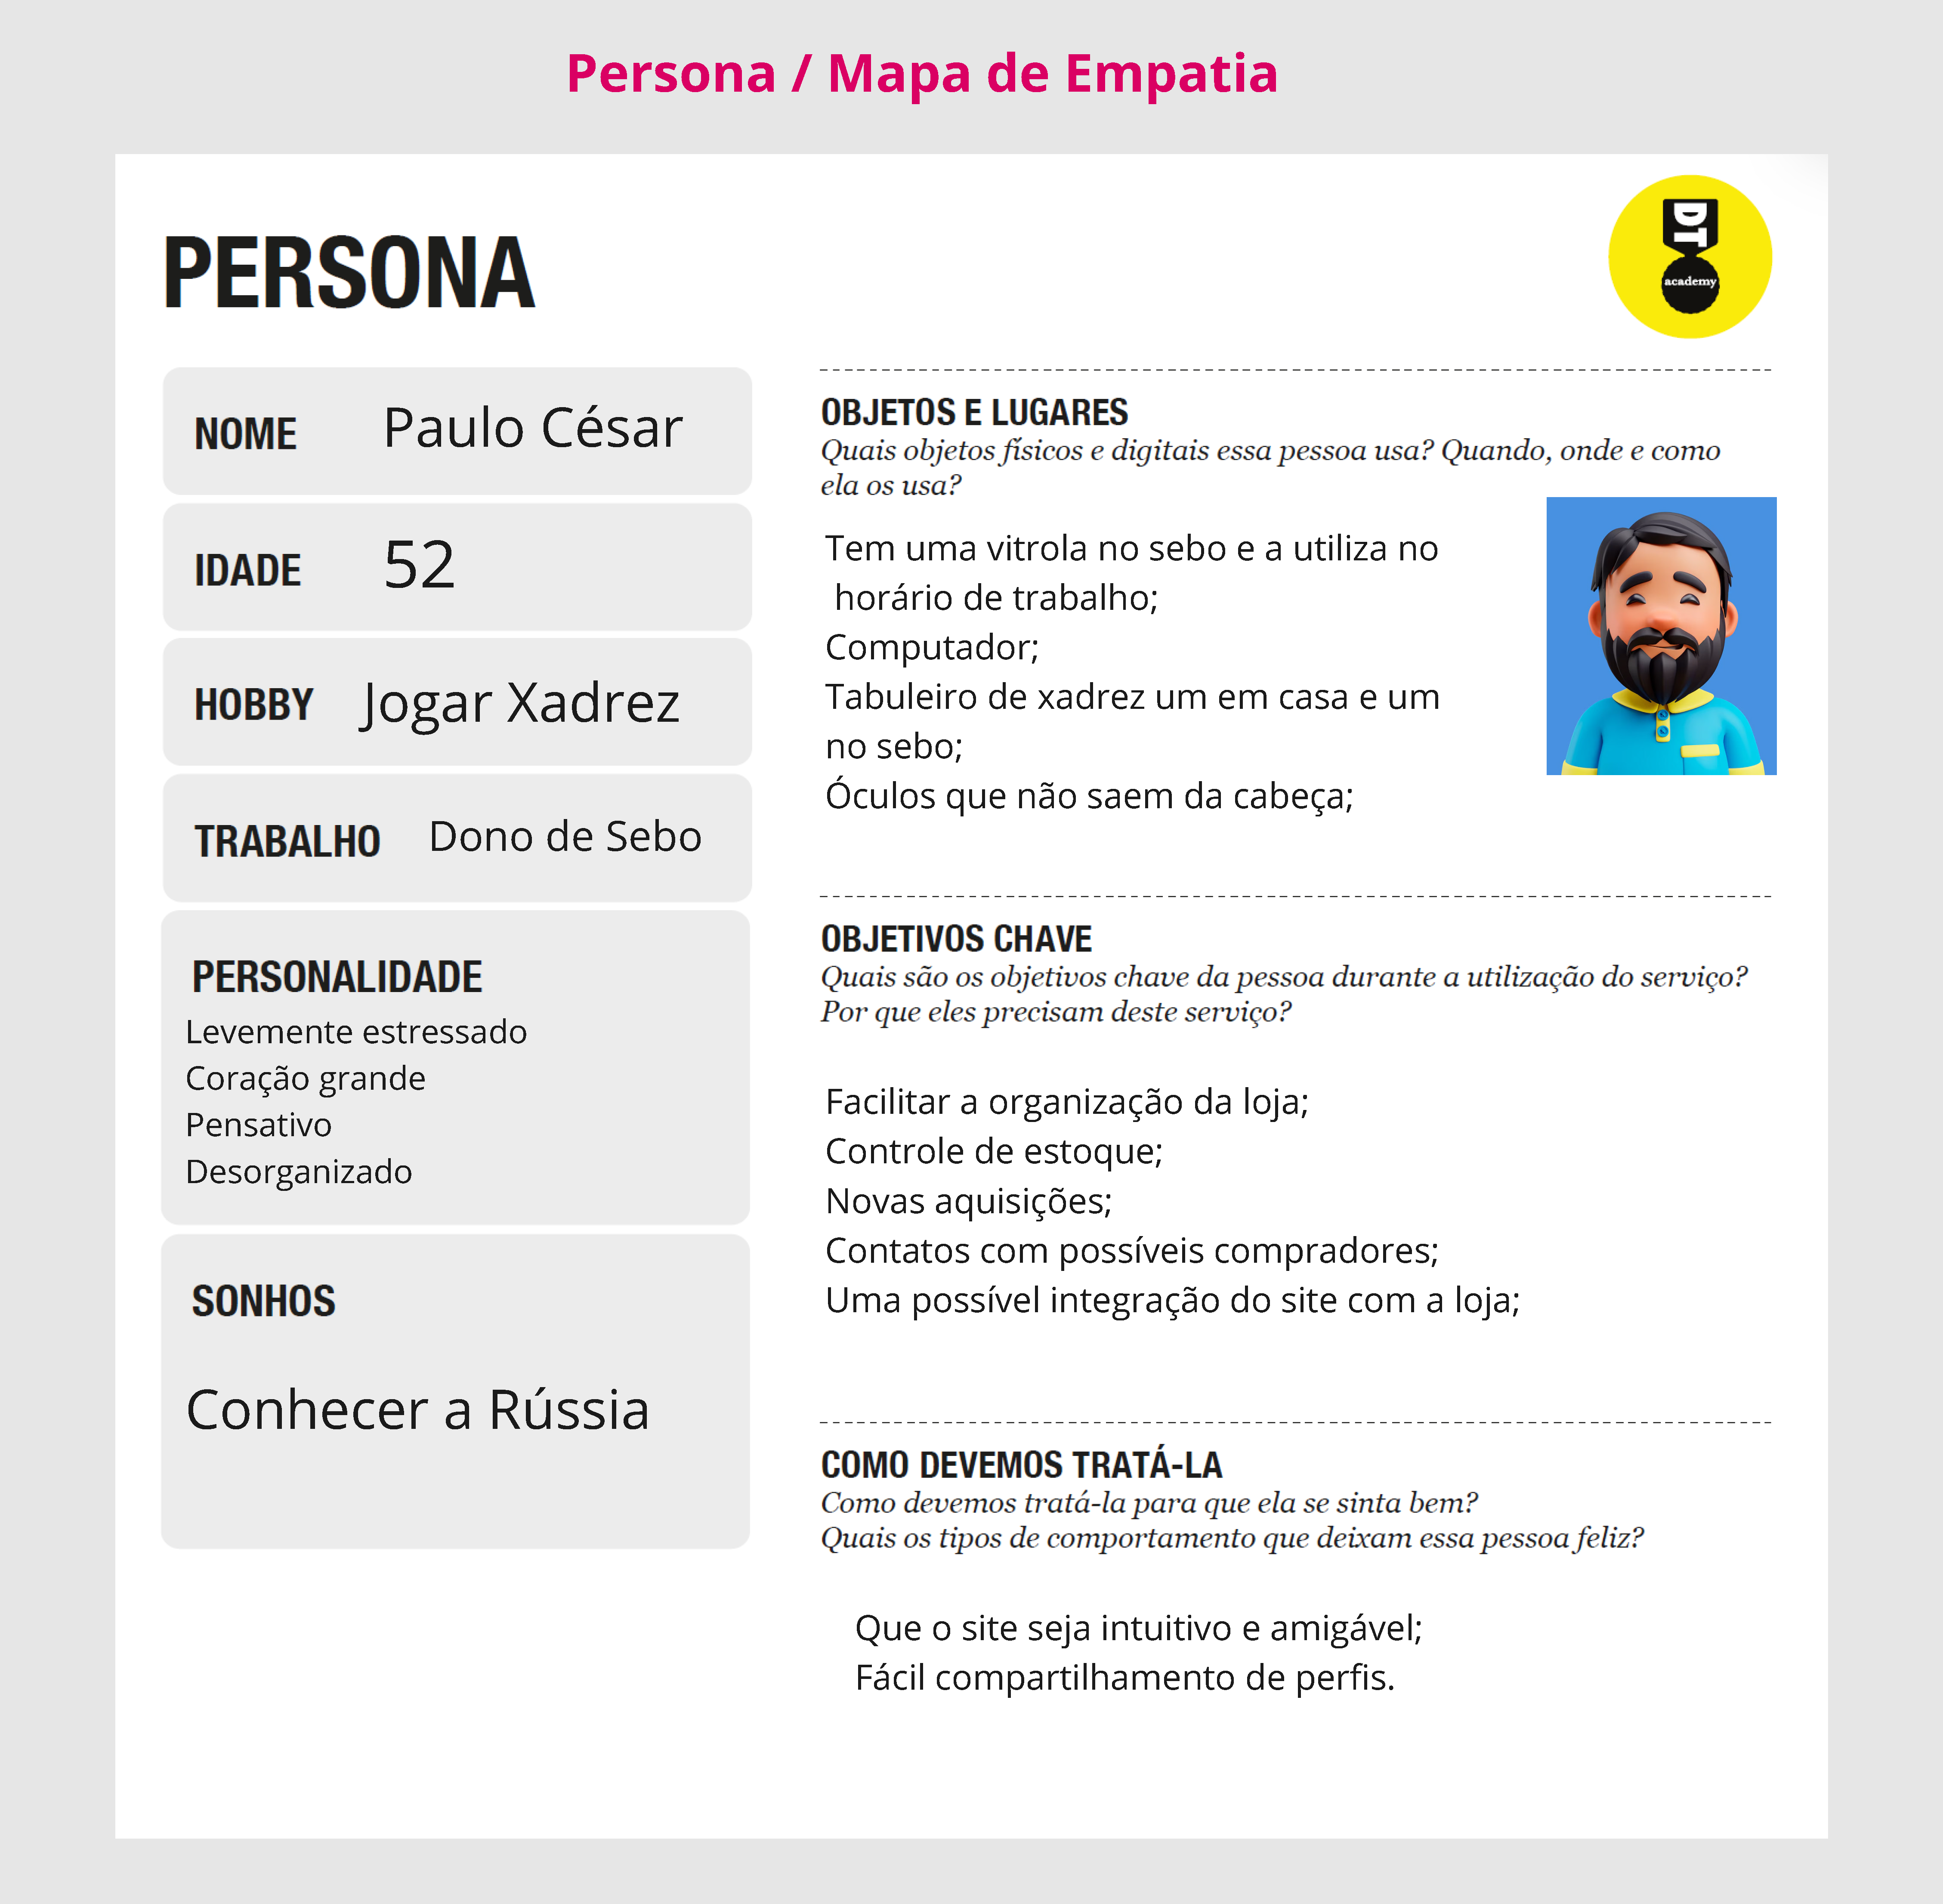 Persona / Mapa de Empatia
PERSONA
DT
academy
NOME Paulo César
IDADE 52
HOBBY Jogar Xadrez
TRABALHO Dono de Sebo
PERSONALIDADE
Levemente estressado
Coração grande
Pensativo
Desorganizado
SONHOS
Conhecer a Rússia
OBJETOS E LUGARES
Quais objetos físicos e digitais essa pessoa usa? Quando, onde e como
ela os usa?
Tem uma vitrola no sebo e a utiliza no
horário de trabalho;
Computador;
Tabuleiro de xadrez um em casa e um
no sebo;
Óculos que não saem da cabeça;
OBJETIVOS CHAVE
Quais são os objetivos chave da pessoa durante a utilização do serviço?
Por que eles precisam deste serviço?
Facilitar a organização da loja;
Controle de estoque;
Novas aquisições;
Contatos com possíveis compradores;
Uma possível integração do site com a loja;
COMO DEVEMOS TRATÁ-LA
Como devemos tratá-la para que ela se sinta bem?
Quais os tipos de comportamento que deixam essa pessoa feliz?
Que o site seja intuitivo e amigável;
Fácil compartilhamento de perfis.